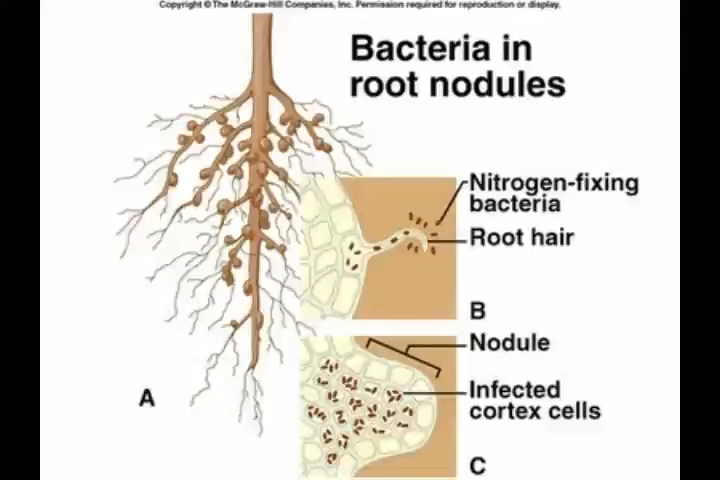 Copyright © The McGraw-Hill Companies, Inc. Permission required for reproduction or display.
Bacteria in
root nodules
Nitrogen-fixing
bacteria
Root hair
B
Nodule
A
Infected
cortex cells
C